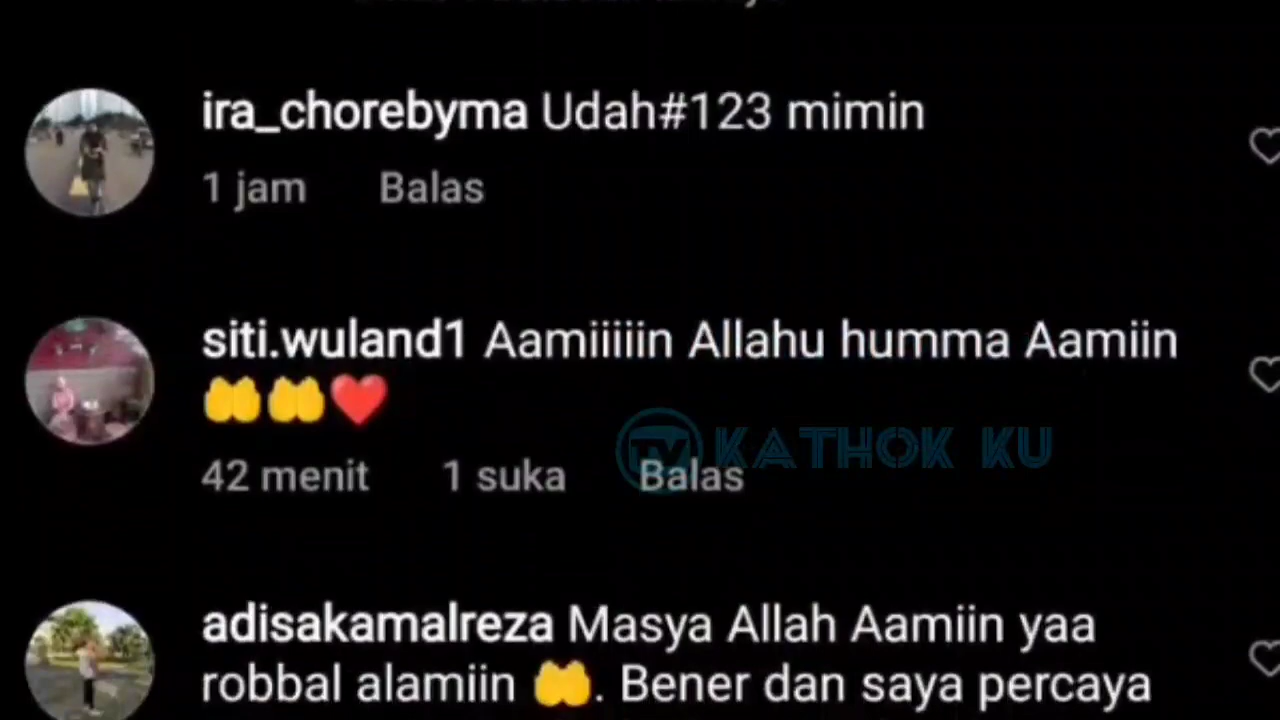 ira_chorebyma Udah#123 mimin
1 jam Balas
siti.wuland1 Aamiiiiin Allahu humma Aamiin
🤲🤲❤️
42 menit 1 suka Balas
TV KATHOK KU
adisakamalreza Masya Allah Aamiin yaa
robbal alamiin 🤲. Bener dan saya percaya